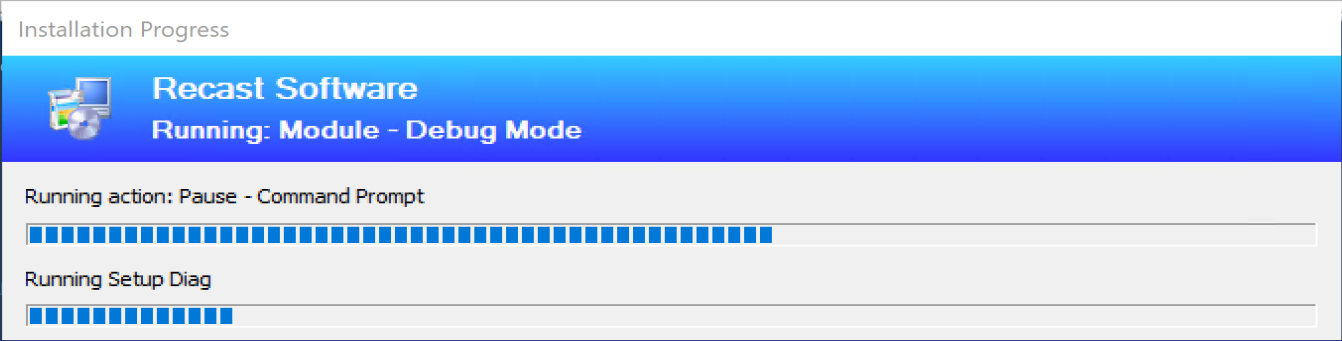 Installation Progress
Recast Software
Running: Module - Debug Mode
Running action: Pause - Command Prompt
Running Setup Diag